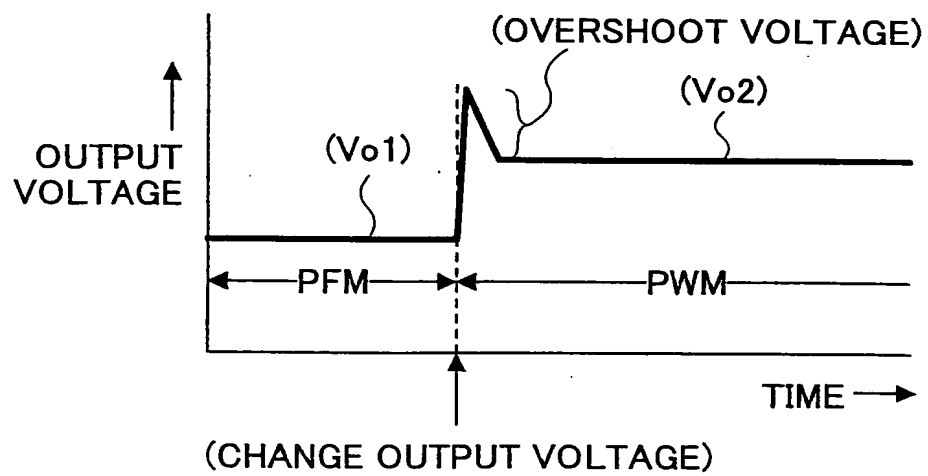 (OVERSHOOT VOLTAGE)
(Vo2)
(Vo1)
OUTPUT
VOLTAGE
PFM
PWM
TIME
(CHANGE OUTPUT VOLTAGE)